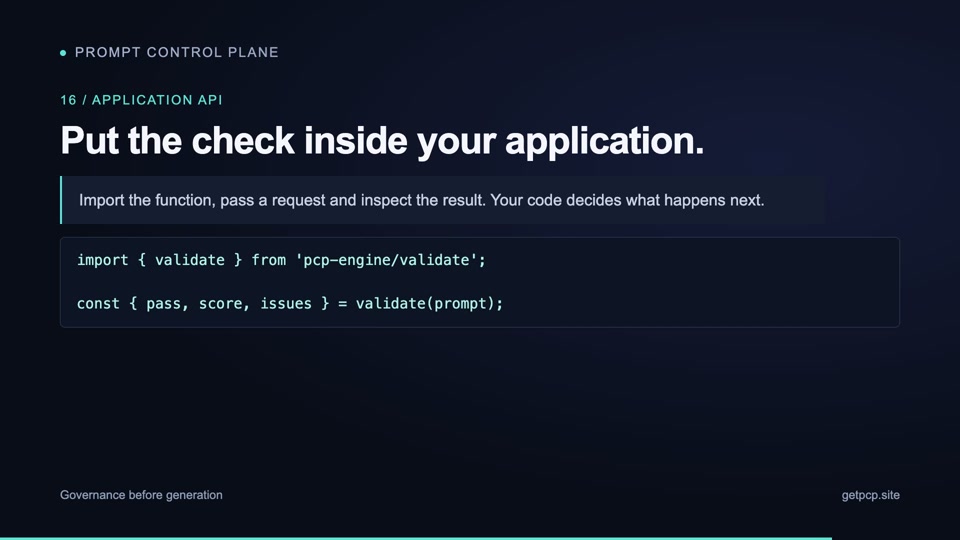 PROMPT CONTROL PLANE
16 / APPLICATION API
Put the check inside your application.
Import the function, pass a request and inspect the result. Your code decides what happens next.
import { validate } from 'pcp-engine/validate';
const { pass, score, issues } = validate(prompt);
Governance before generation
getpcp.site